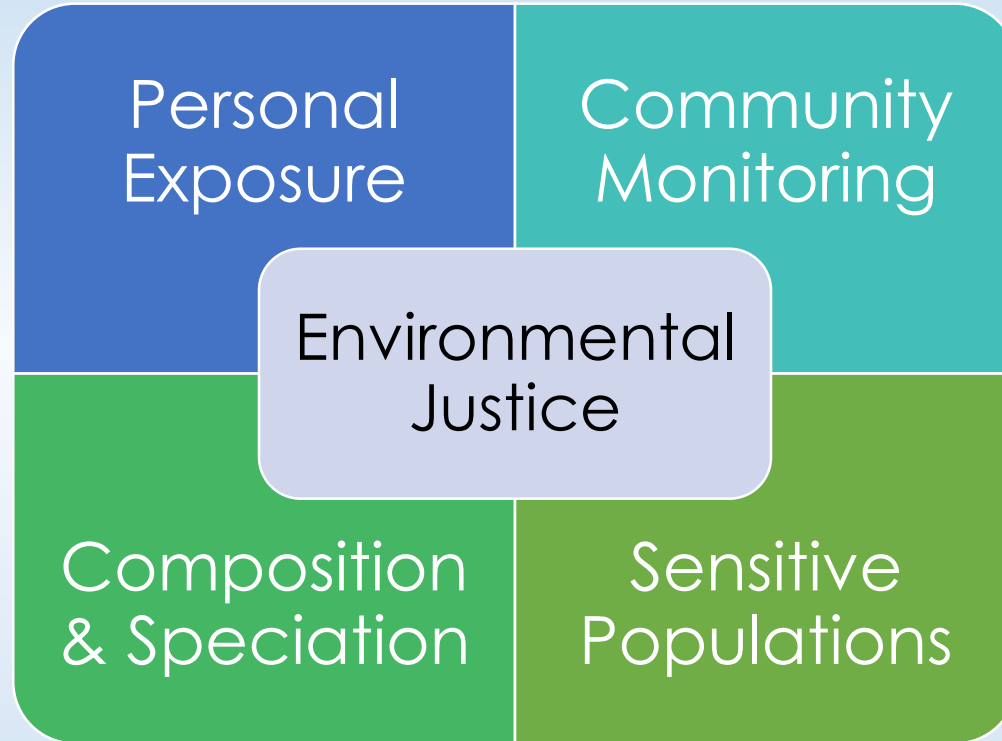 Personal
Exposure
Community
Monitoring
Environmental
Justice
Composition
& Speciation
Sensitive
Populations